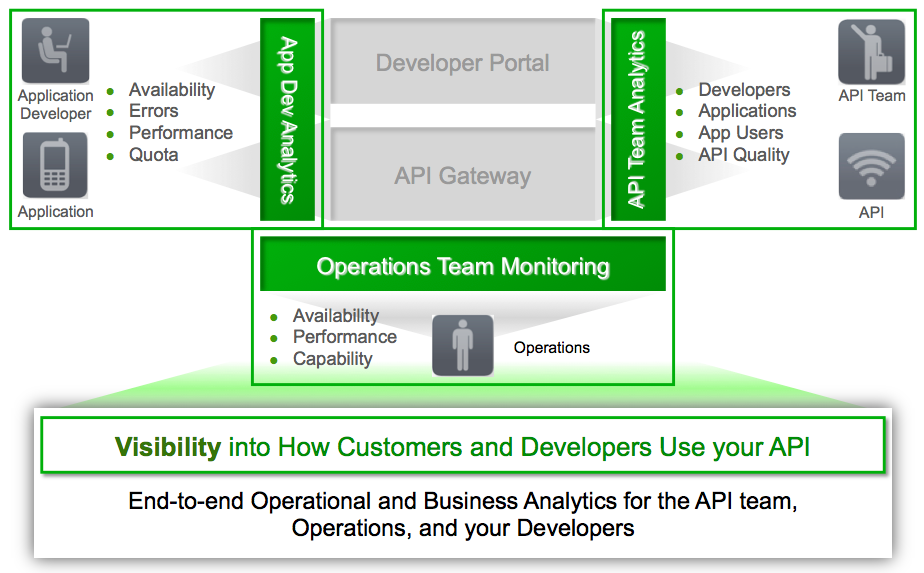 Application
Developer
Application
Availability
Errors
Performance
Quota
App Dev Analytics
Developer Portal
API Gateway
API Team Analytics
Developers
Applications
App Users
API Quality
API Team
API
Operations Team Monitoring
Availability
Performance
Capability
Operations
Visibility into How Customers and Developers Use your API
End-to-end Operational and Business Analytics for the API team,
Operations, and your Developers